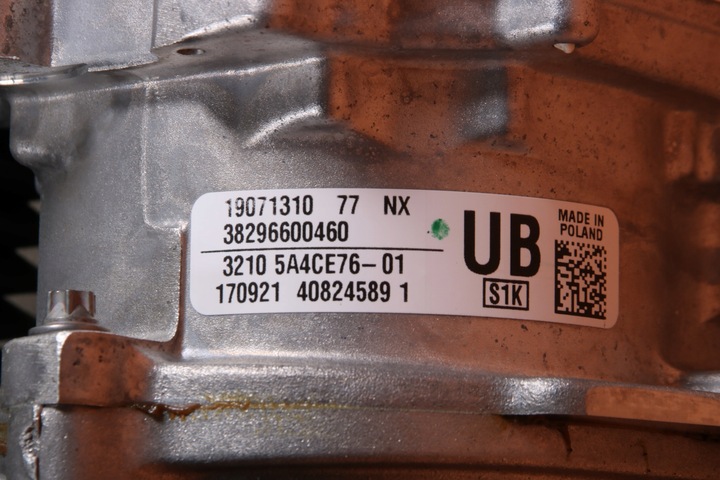 19071310 77 NX
38296600460
3210 5A4CE76-01
170921 40824589 1
UB
S1K
MADE IN
POLAND